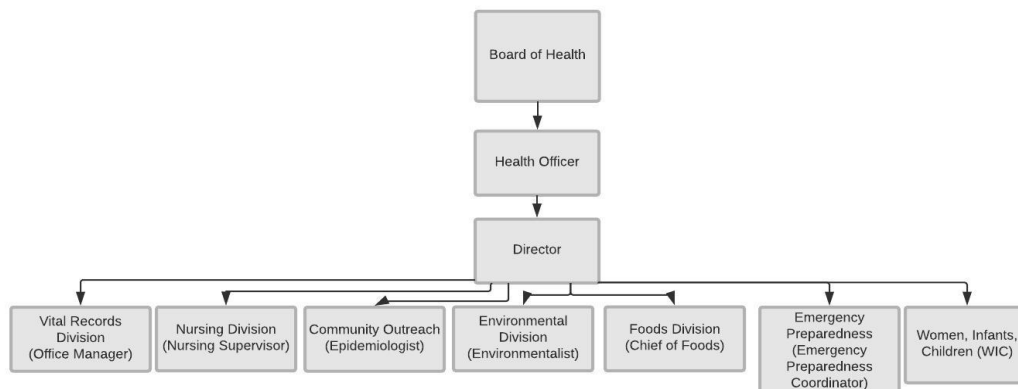 Board of Health
Health Officer
Director
Vital Records
Division
(Office Manager)
Nursing Division
(Nursing Supervisor)
Community Outreach
(Epidemiologist)
Environmental
Division
(Environmentalist)
Foods Division
(Chief of Foods)
Emergency
Preparedness
(Emergency
Preparedness
Coordinator)
Women, Infants,
Children (WIC)